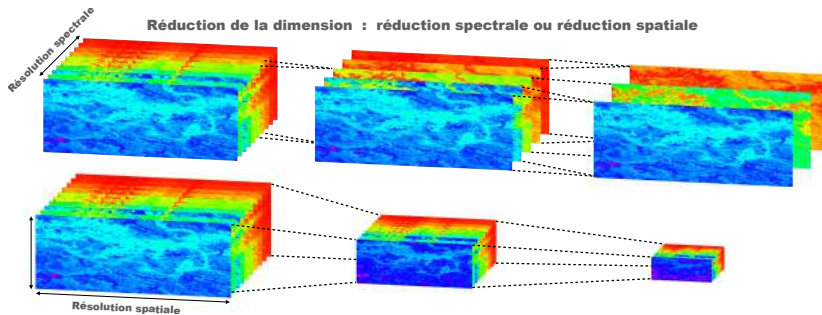 Réduction de la dimension : réduction spectrale ou réduction spatiale
Résolution spectrale
Résolution spatiale